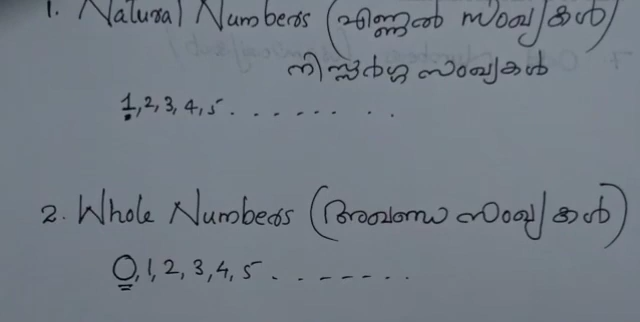 1. Natural Numbers (എണ്ണൽ സംഖ്യകൾ)
നിസ്സർഗ്ഗ സംഖ്യകൾ
1, 2, 3, 4, 5 . . . . . . . . .
2. Whole Numbers (അഖണ്ഡ സംഖ്യകൾ)
0, 1, 2, 3, 4, 5 . . . . . . . .